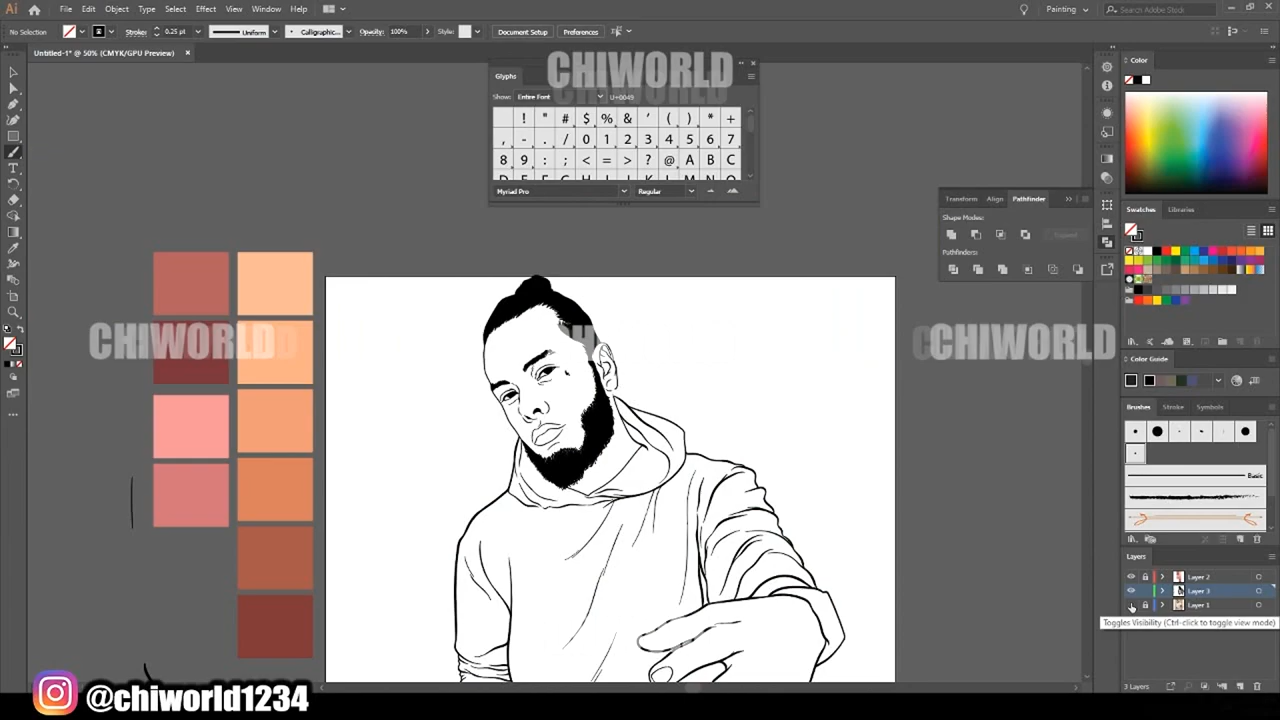 Ai File Edit Object Type Select Effect View Window Help Painting Search Adobe Stock
No Selection Stroke: 0.25 pt Uniform Calligraphic... Opacity: 100% Style: Document Setup Preferences
Untitled-1* @ 50% (CMYK/GPU Preview)
Color
CHIWORLD
Glyphs
Show: Entire Font U+0049
! " # $ % & ' ( ) * +
, - . / 0 1 2 3 4 5 6 7
8 9 : ; < = > ? @ A B C
D E F G H I J K L M N O
Myriad Pro Regular
Transform Align Pathfinder
Shape Modes:
Expand
Pathfinders:
Swatches Libraries
CHIWORLD
CHIWORLD
Color Guide
Brushes Stroke Symbols
Basic
Layers
Layer 2
Layer 3
Layer 1
Toggles Visibility (Ctrl-click to toggle view mode)
3 Layers
@chiworld1234